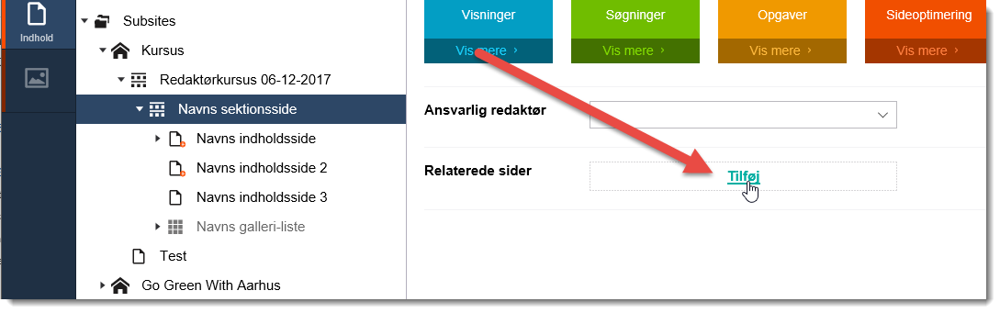 Indhold
Subsites
Kursus
Redaktørkursus 06-12-2017
Navns sektionsside
Navns indholdsside
Navns indholdsside 2
Navns indholdsside 3
Navns galleri-liste
Test
Go Green With Aarhus
Visninger
Vis mere ›
Søgninger
Vis mere ›
Opgaver
Vis mere ›
Sideoptimering
Vis mere ›
Ansvarlig redaktør
Relaterede sider
Tilføj